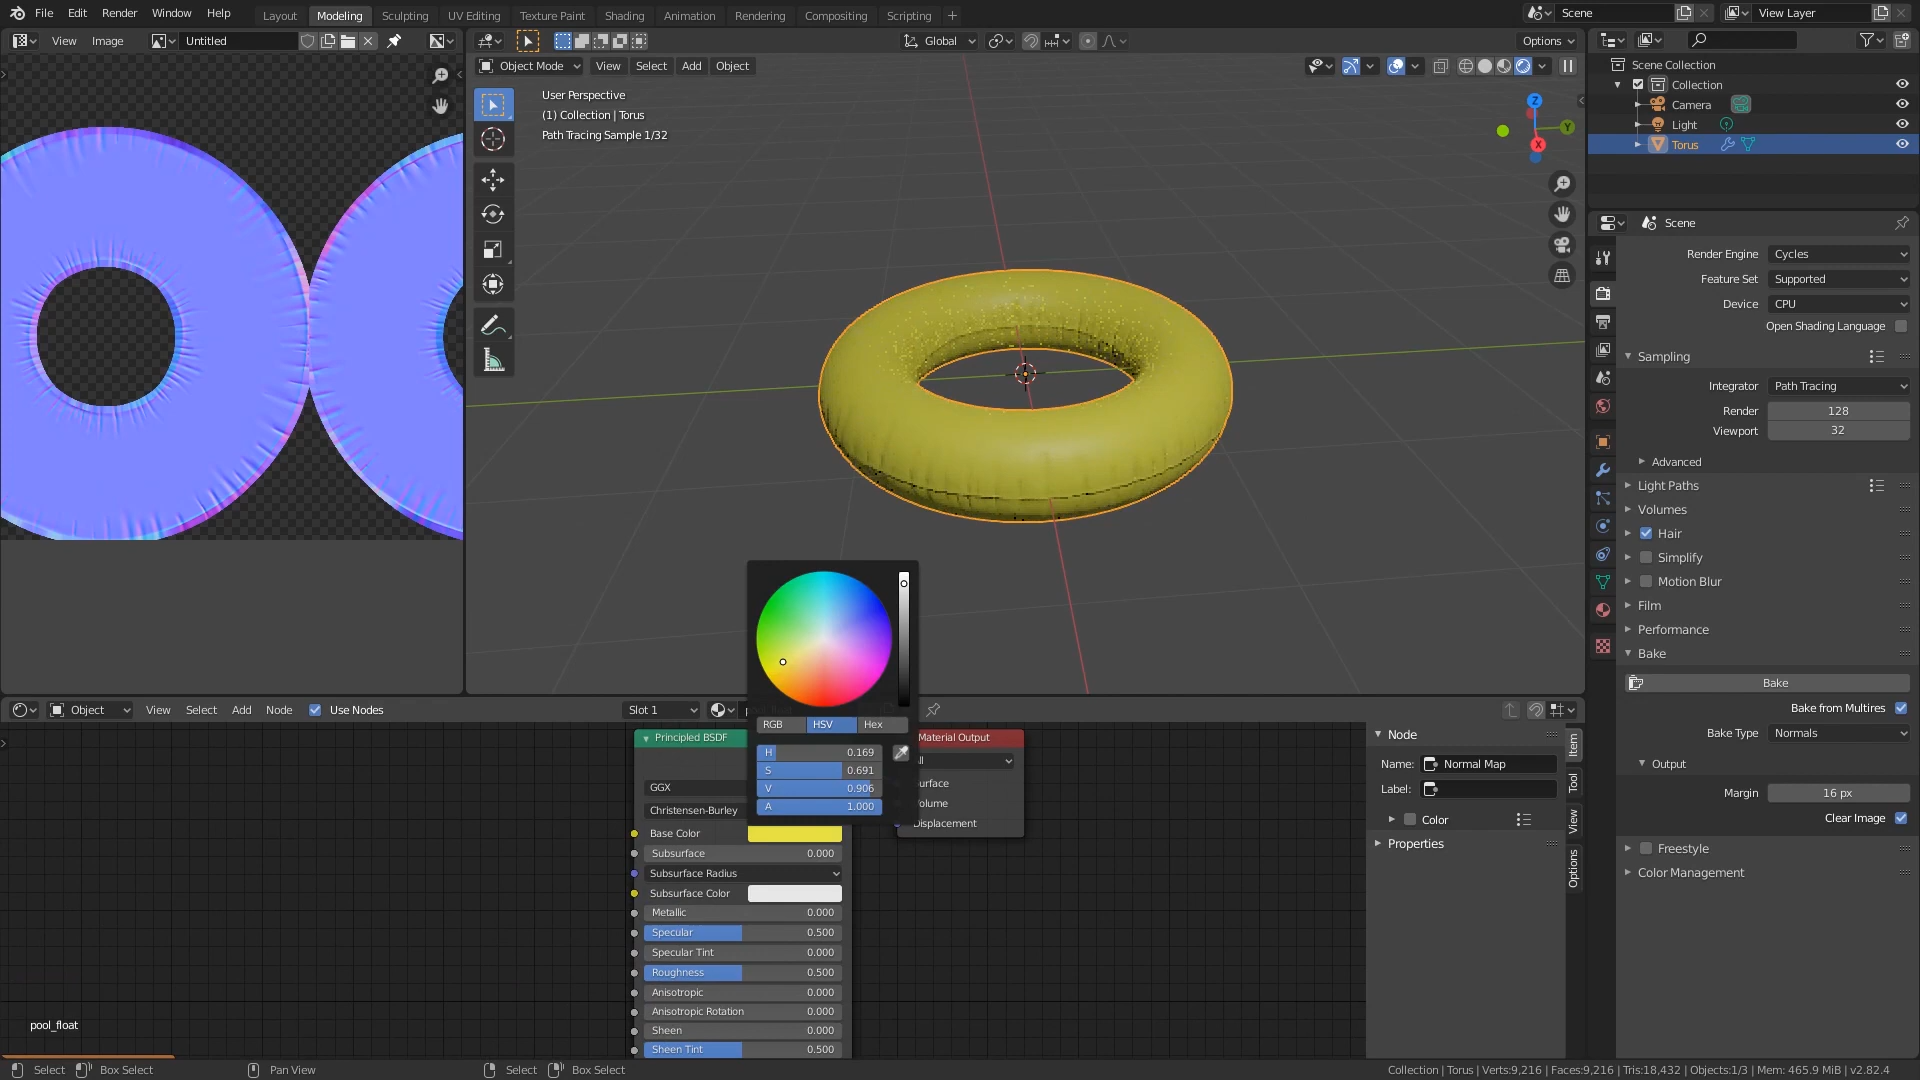 File Edit Render Window Help
Layout Modeling Sculpting UV Editing Texture Paint Shading Animation Rendering Compositing Scripting +
Scene
View Layer
View Image Untitled
Global
Options
Object Mode View Select Add Object
User Perspective
(1) Collection | Torus
Path Tracing Sample 1/32
Z
Y
X
Scene Collection
Collection
Camera
Light
Torus
Scene
Render Engine Cycles
Feature Set Supported
Device CPU
Open Shading Language
Sampling
Integrator Path Tracing
Render 128
Viewport 32
Advanced
Light Paths
Volumes
Hair
Simplify
Motion Blur
Film
Performance
Bake
Bake
Bake from Multires
Bake Type Normals
Output
Margin 16 px
Clear Image
Freestyle
Color Management
Object View Select Add Node Use Nodes
Slot 1
RGB HSV Hex
H 0.169
S 0.691
V 0.906
A 1.000
Principled BSDF
GGX
Christensen-Burley
Base Color
Subsurface 0.000
Subsurface Radius
Subsurface Color
Metallic 0.000
Specular 0.500
Specular Tint 0.000
Roughness 0.500
Anisotropic 0.000
Anisotropic Rotation 0.000
Sheen 0.000
Sheen Tint 0.500
Material Output
ll
urface
olume
Displacement
Node
Name: Normal Map
Label:
Color
Properties
Item
Tool
View
Options
pool_float
Select Box Select Pan View Select Box Select
Collection | Torus | Verts:9,216 | Faces:9,216 | Tris:18,432 | Objects:1/3 | Mem: 465.9 MiB | v2.82.4